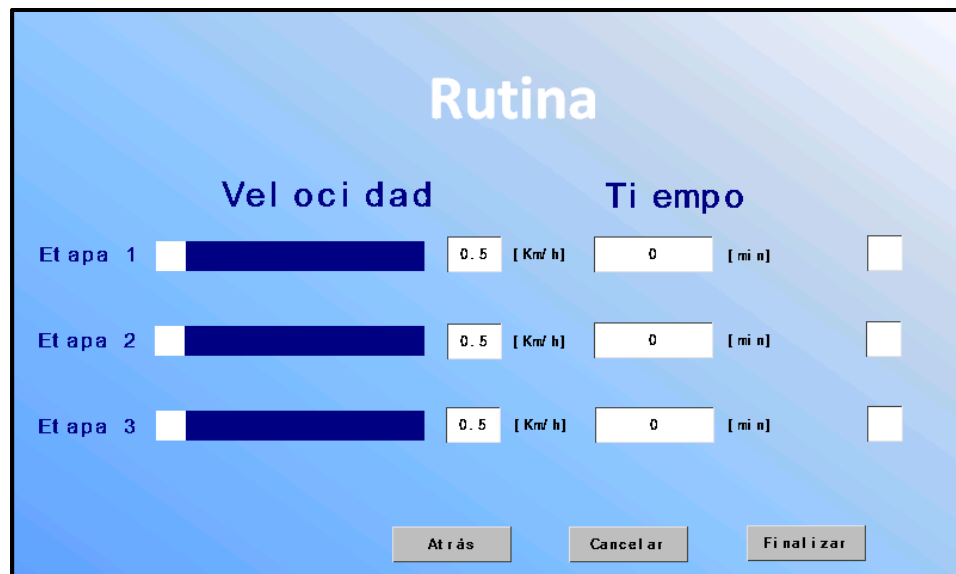 Rutina
Velocidad Tiempo
Etapa 1 0.5 [Km/h] 0 [min]
Etapa 2 0.5 [Km/h] 0 [min]
Etapa 3 0.5 [Km/h] 0 [min]
Atrás Cancelar Finalizar